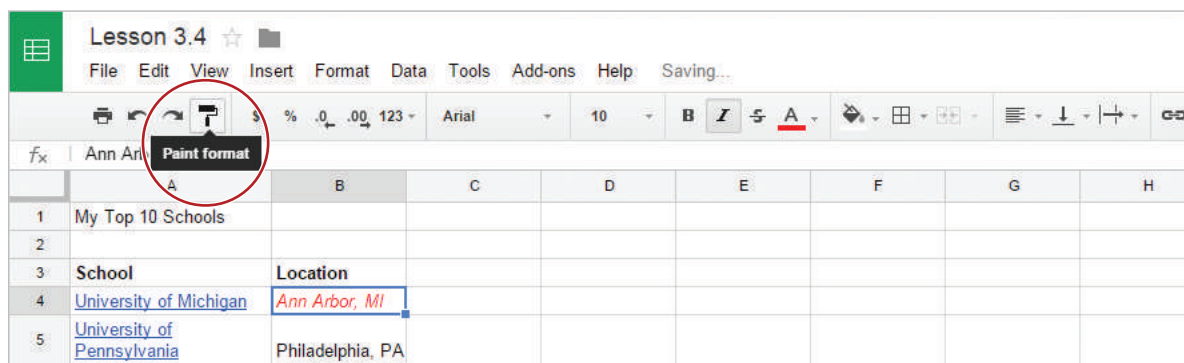 Lesson 3.4
File Edit View Insert Format Data Tools Add-ons Help Saving...
$ % .0 .00 123 Arial 10 B I S A
fx Ann Ar
Paint format
A B C D E F G H
1 My Top 10 Schools
2
3 School Location
4 University of Michigan Ann Arbor, MI
5 University of
Pennsylvania Philadelphia, PA